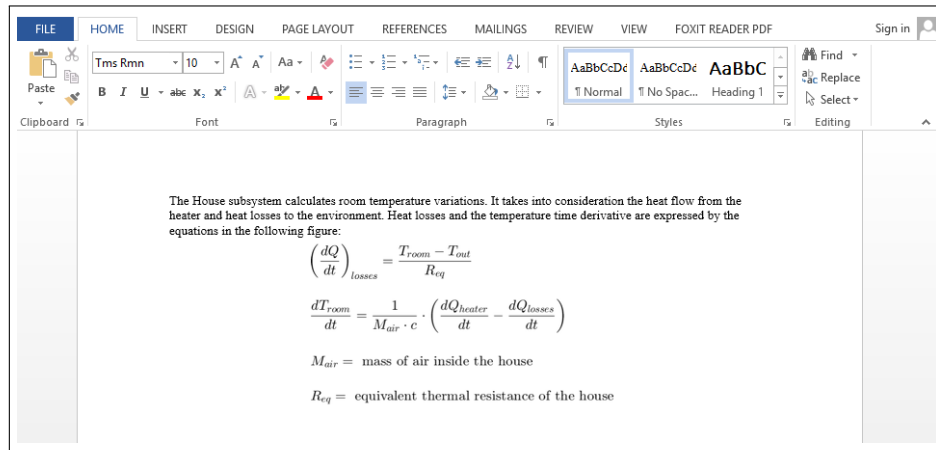 FILE HOME INSERT DESIGN PAGE LAYOUT REFERENCES MAILINGS REVIEW VIEW FOXIT READER PDF Sign in
Paste
Clipboard
Tms Rmn 10 A A Aa
B I U abc X₂ X² A aby A
Font
Paragraph
AaBbCcDd AaBbCcDd AaBbC
¶ Normal ¶ No Spac... Heading 1
Styles
Find
Replace
Select
Editing
The House subsystem calculates room temperature variations. It takes into consideration the heat flow from the
heater and heat losses to the environment. Heat losses and the temperature time derivative are expressed by the
equations in the following figure:
(dQ/dt)_losses = (T_room − T_out)/R_eq
dT_room/dt = 1/(M_air · c) · (dQ_heater/dt − dQ_losses/dt)
M_air = mass of air inside the house
R_eq = equivalent thermal resistance of the house